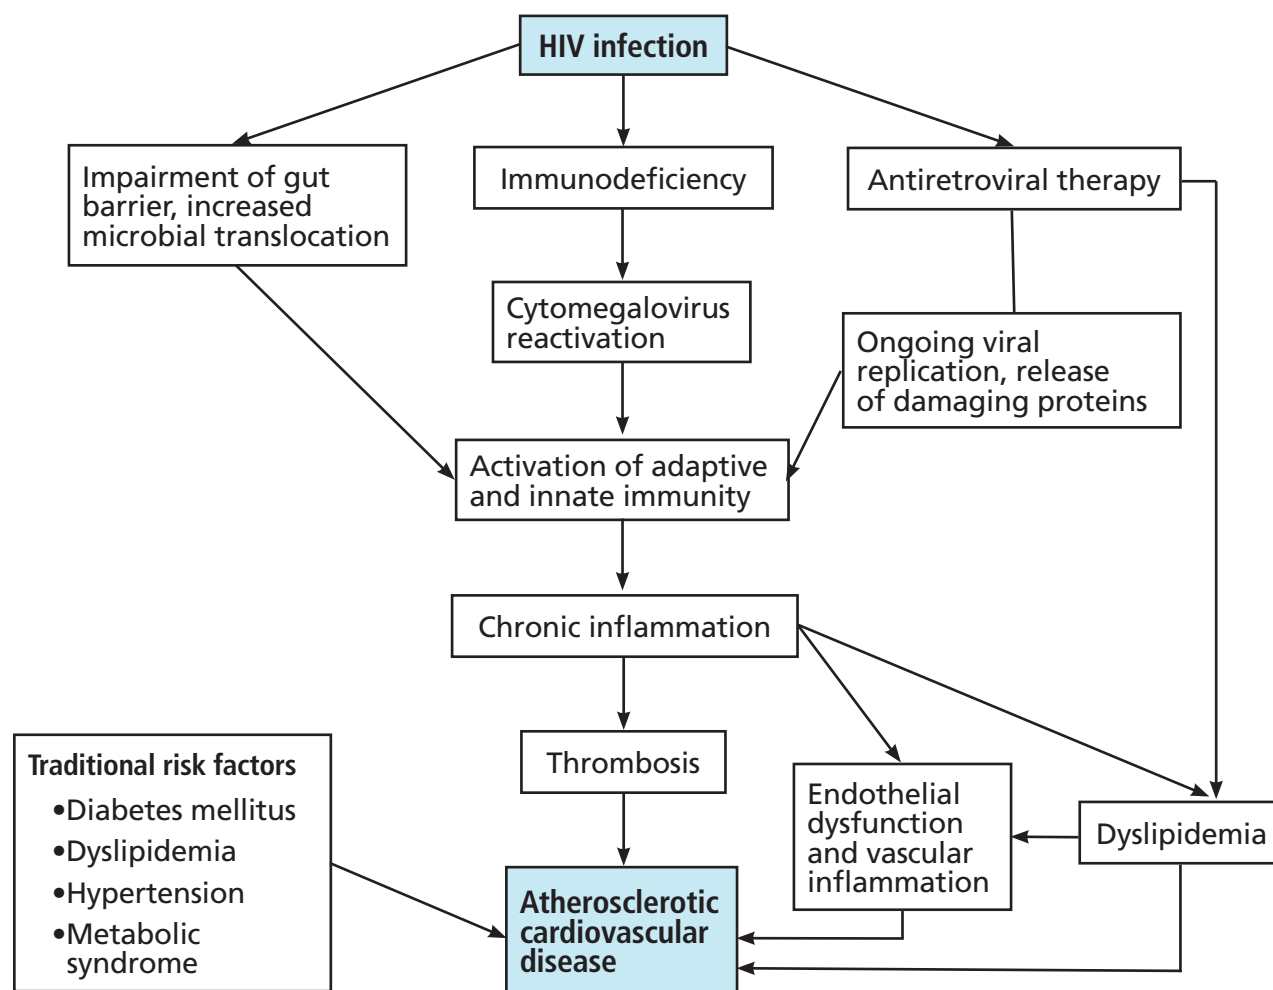 HIV infection
Impairment of gut
barrier, increased
microbial translocation
Immunodeficiency
Antiretroviral therapy
Cytomegalovirus
reactivation
Ongoing viral
replication, release
of damaging proteins
Activation of adaptive
and innate immunity
Chronic inflammation
Thrombosis
Endothelial
dysfunction
and vascular
inflammation
Dyslipidemia
Traditional risk factors
•Diabetes mellitus
•Dyslipidemia
•Hypertension
•Metabolic
syndrome
Atherosclerotic
cardiovascular
disease